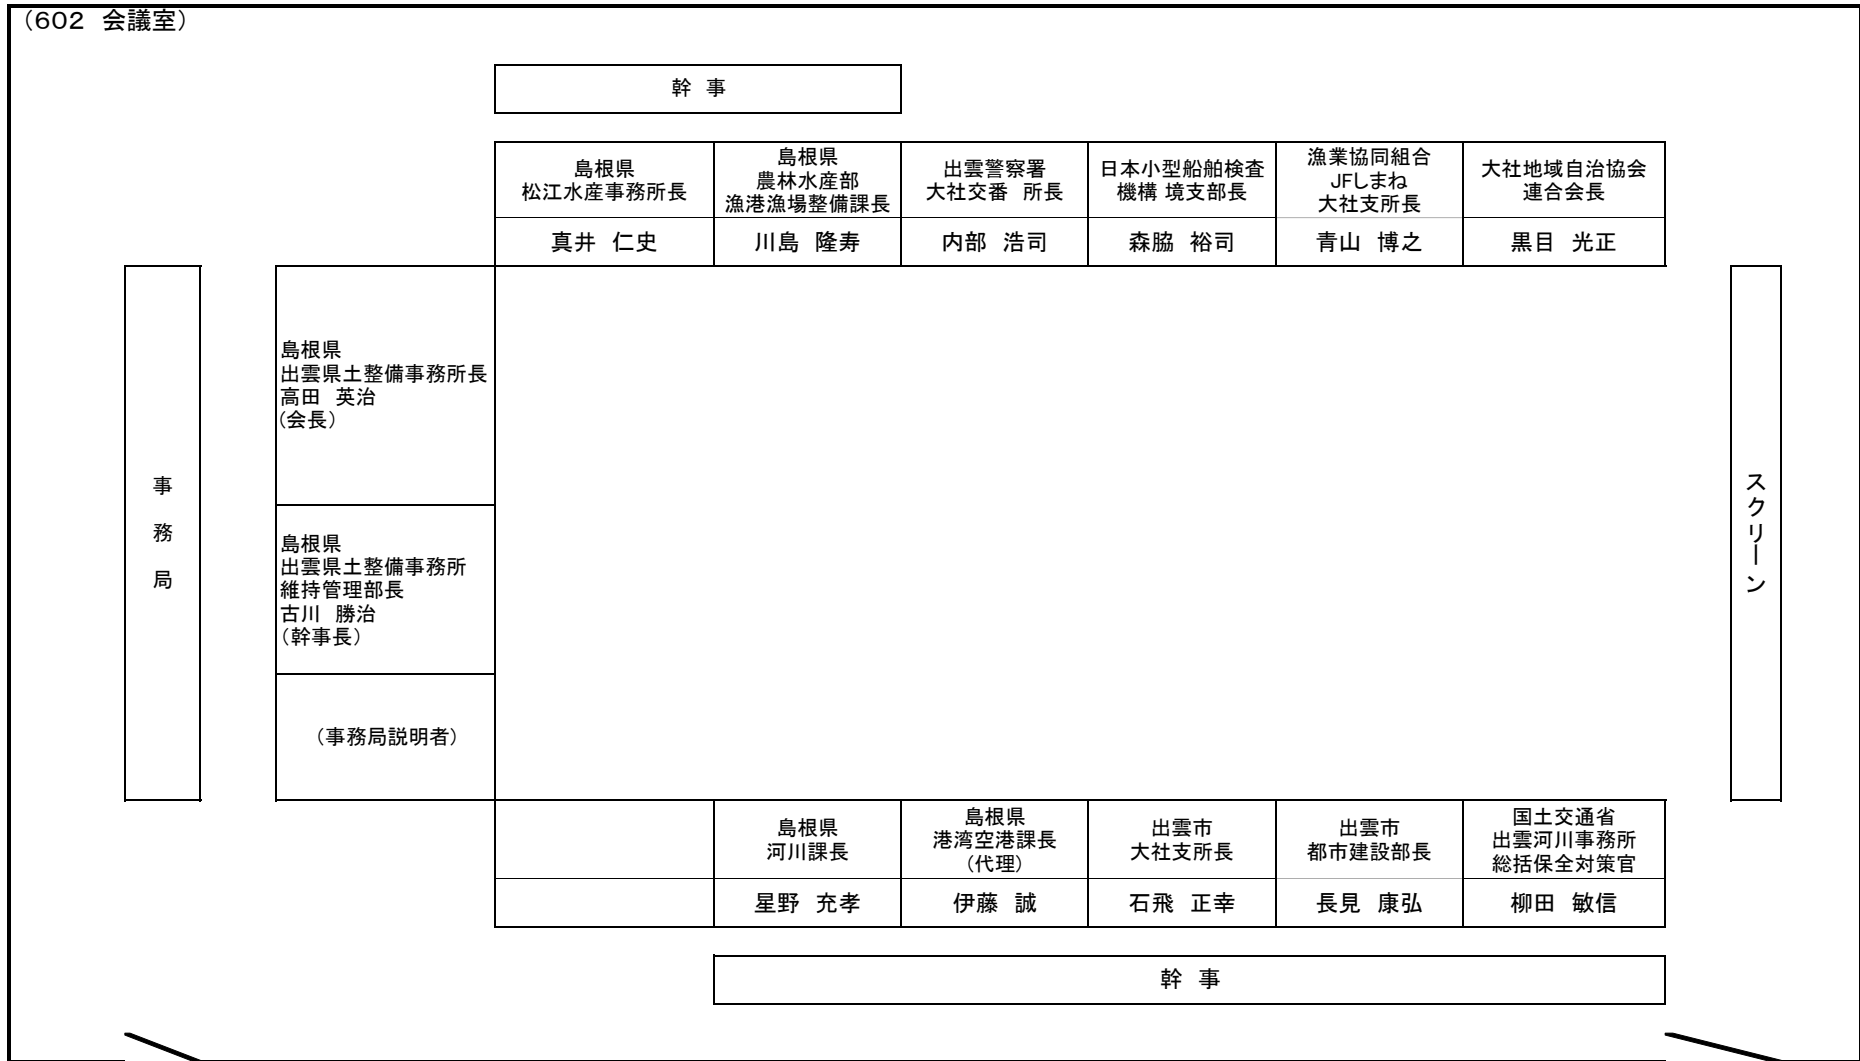 （602　会議室）
幹 事
島根県
松江水産事務所長
島根県
農林水産部
漁港漁場整備課長
出雲警察署
大社交番　所長
日本小型船舶検査
機構 境支部長
漁業協同組合
JFしまね
大社支所長
大社地域自治協会
連合会長
真井　仁史
川島　隆寿
内部　浩司
森脇　裕司
青山　博之
黒目　光正
事務局
島根県
出雲県土整備事務所長
高田　英治
（会長）
島根県
出雲県土整備事務所
維持管理部長
古川　勝治
（幹事長）
（事務局説明者）
スクリーン
島根県
河川課長
島根県
港湾空港課長
（代理）
出雲市
大社支所長
出雲市
都市建設部長
国土交通省
出雲河川事務所
総括保全対策官
星野　充孝
伊藤　誠
石飛　正幸
長見　康弘
柳田　敏信
幹 事